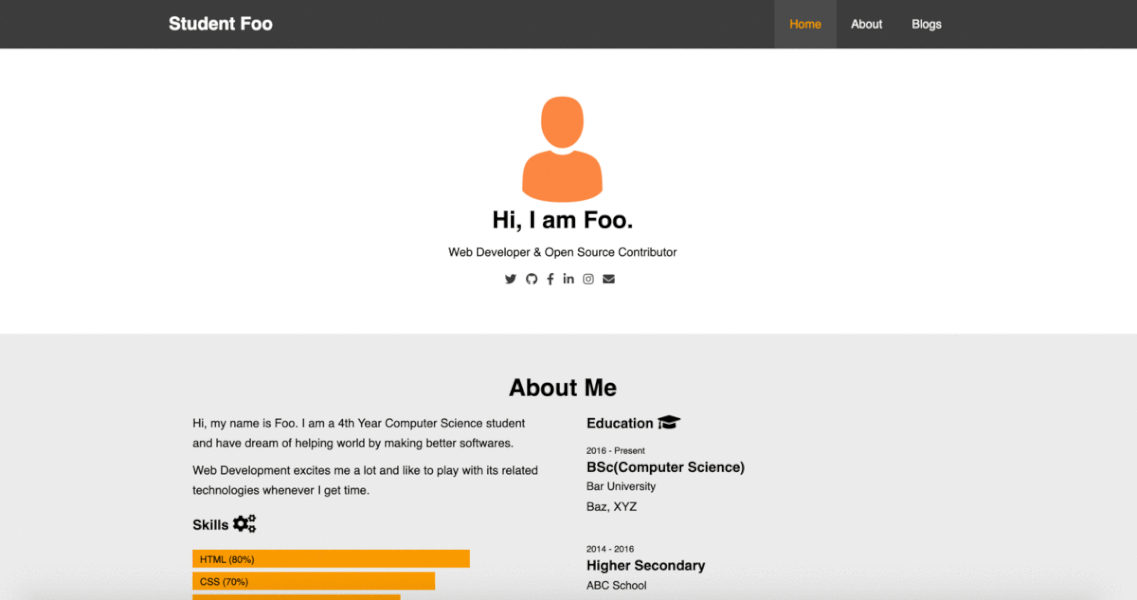 Student Foo
Home About Blogs
Hi, I am Foo.
Web Developer & Open Source Contributor
About Me
Hi, my name is Foo. I am a 4th Year Computer Science student
and have dream of helping world by making better softwares.
Web Development excites me a lot and like to play with its related
technologies whenever I get time.
Skills
HTML (80%)
CSS (70%)
Education
2016 - Present
BSc(Computer Science)
Bar University
Baz, XYZ
2014 - 2016
Higher Secondary
ABC School